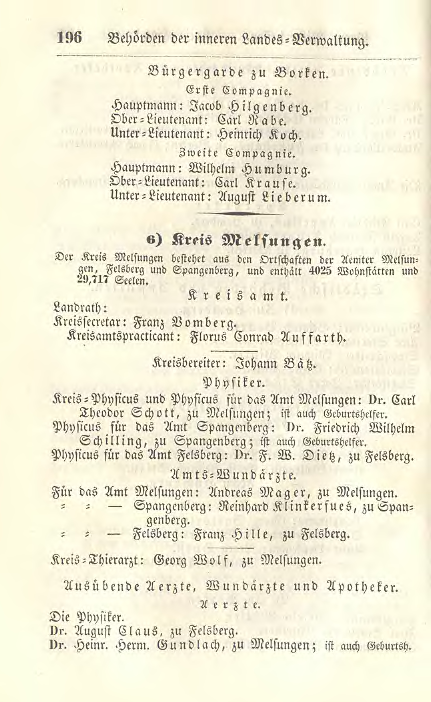 196 Behörden der inneren Landes-Verwaltung.
Bürgergarde zu Borken.
Erste Compagnie.
Hauptmann: Jacob Hilgenberg.
Ober-Lieutenant: Carl Rabe.
Unter-Lieutenant: Heinrich Koch.
Zweite Compagnie.
Hauptmann: Wilhelm Humburg.
Ober-Lieutenant: Carl Krause.
Unter-Lieutenant: August Lieberum.
6) Kreis Melsungen.
Der Kreis Melsungen bestehet aus den Ortschaften der Aemter Melsun-
gen, Felsberg und Spangenberg, und enthält 4025 Wohnstätten und
29,717 Seelen.
Kreisamt.
Landrath:
Kreissecretar: Franz Bomberg.
Kreisamtspracticant: Florus Conrad Auffarth.
Kreisbereiter: Johann Bätz.
Physiker.
Kreis-Physicus und Physicus für das Amt Melsungen: Dr. Carl
Theodor Schott, zu Melsungen; ist auch Geburtshelfer.
Physicus für das Amt Spangenberg: Dr. Friedrich Wilhelm
Schilling, zu Spangenberg; ist auch Geburtshelfer.
Physicus für das Amt Felsberg: Dr. F. W. Dietz, zu Felsberg.
Amts-Wundärzte.
Für das Amt Melsungen: Andreas Mager, zu Melsungen.
= = — Spangenberg: Reinhard Klinkerfues, zu Span-
genberg.
= = — Felsberg: Franz Hille, zu Felsberg.
Kreis-Thierarzt: Georg Wolf, zu Melsungen.
Ausübende Aerzte, Wundärzte und Apotheker.
Aerzte.
Die Physiker.
Dr. August Claus, zu Felsberg.
Dr. Heinr. Herm. Gundlach, zu Melsungen; ist auch Geburtsh.